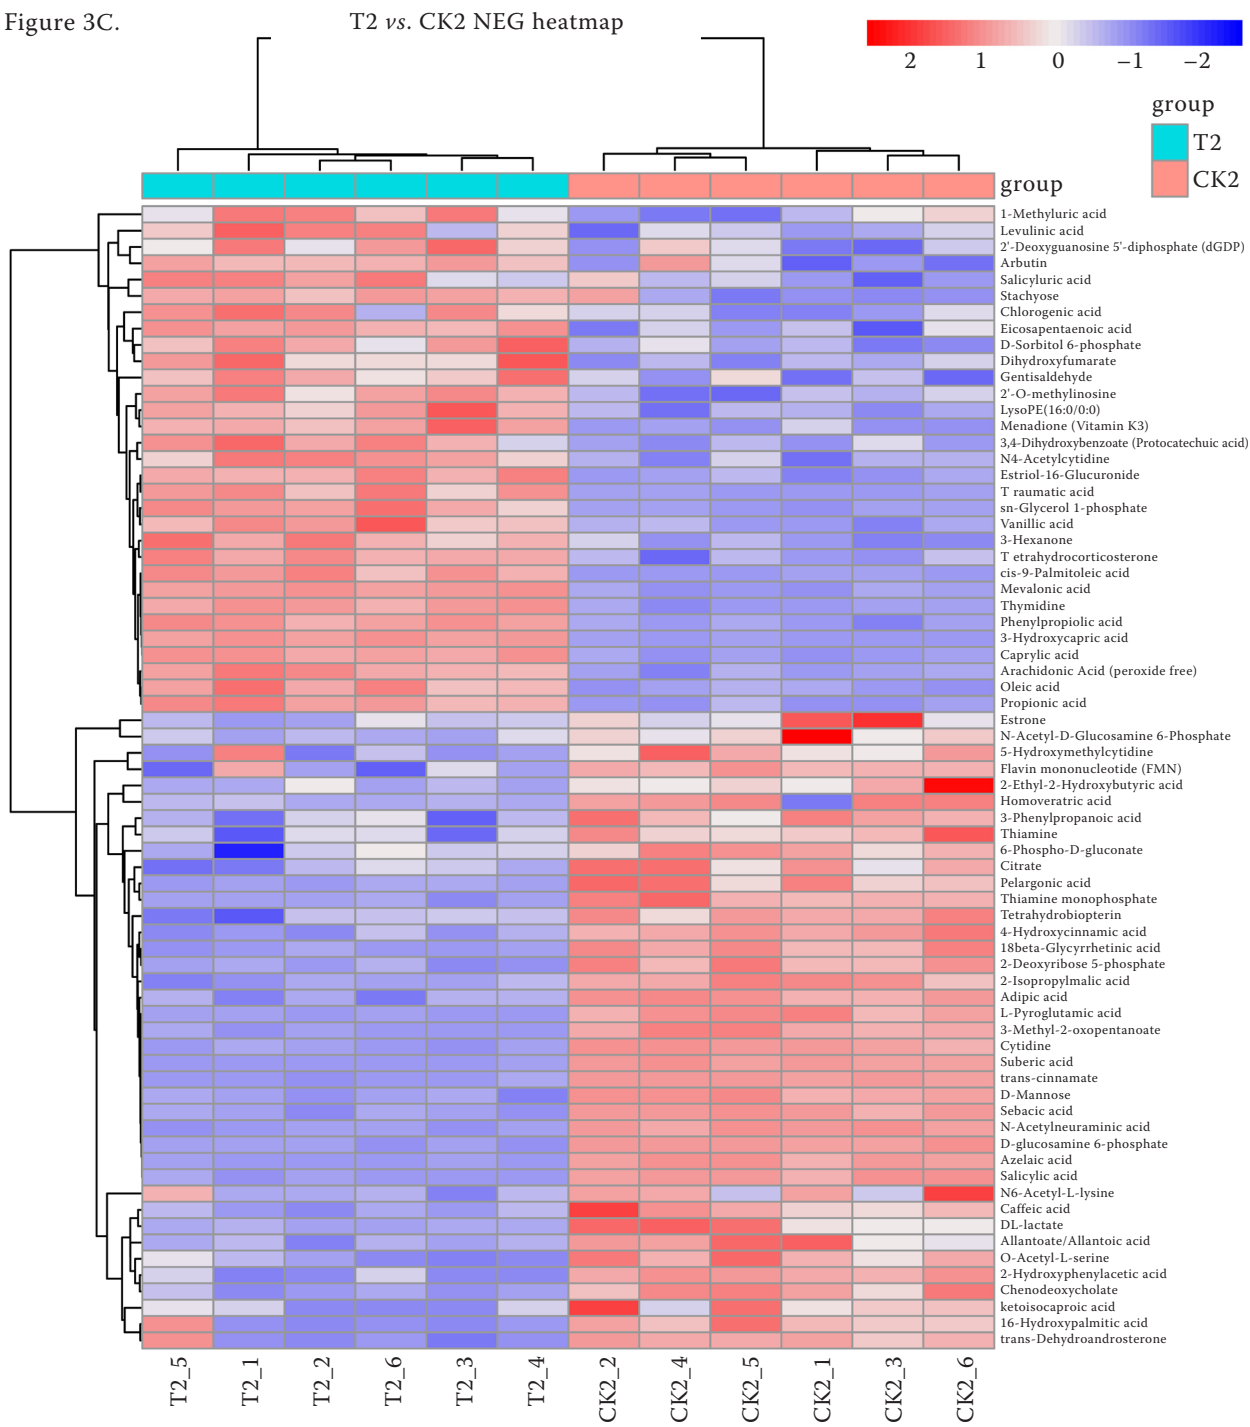 Figure 3C.
T2 vs. CK2 NEG heatmap
2 1 0 −1 −2
group
T2
CK2
group
1-Methyluric acid
Levulinic acid
2'-Deoxyguanosine 5'-diphosphate (dGDP)
Arbutin
Salicyluric acid
Stachyose
Chlorogenic acid
Eicosapentaenoic acid
D-Sorbitol 6-phosphate
Dihydroxyfumarate
Gentisaldehyde
2'-O-methylinosine
LysoPE(16:0/0:0)
Menadione (Vitamin K3)
3,4-Dihydroxybenzoate (Protocatechuic acid)
N4-Acetylcytidine
Estriol-16-Glucuronide
T raumatic acid
sn-Glycerol 1-phosphate
Vanillic acid
3-Hexanone
T etrahydrocorticosterone
cis-9-Palmitoleic acid
Mevalonic acid
Thymidine
Phenylpropiolic acid
3-Hydroxycapric acid
Caprylic acid
Arachidonic Acid (peroxide free)
Oleic acid
Propionic acid
Estrone
N-Acetyl-D-Glucosamine 6-Phosphate
5-Hydroxymethylcytidine
Flavin mononucleotide (FMN)
2-Ethyl-2-Hydroxybutyric acid
Homoveratric acid
3-Phenylpropanoic acid
Thiamine
6-Phospho-D-gluconate
Citrate
Pelargonic acid
Thiamine monophosphate
Tetrahydrobiopterin
4-Hydroxycinnamic acid
18beta-Glycyrrhetinic acid
2-Deoxyribose 5-phosphate
2-Isopropylmalic acid
Adipic acid
L-Pyroglutamic acid
3-Methyl-2-oxopentanoate
Cytidine
Suberic acid
trans-cinnamate
D-Mannose
Sebacic acid
N-Acetylneuraminic acid
D-glucosamine 6-phosphate
Azelaic acid
Salicylic acid
N6-Acetyl-L-lysine
Caffeic acid
DL-lactate
Allantoate/Allantoic acid
O-Acetyl-L-serine
2-Hydroxyphenylacetic acid
Chenodeoxycholate
ketoisocaproic acid
16-Hydroxypalmitic acid
trans-Dehydroandrosterone
T2_5 T2_1 T2_2 T2_6 T2_3 T2_4 CK2_2 CK2_4 CK2_5 CK2_1 CK2_3 CK2_6